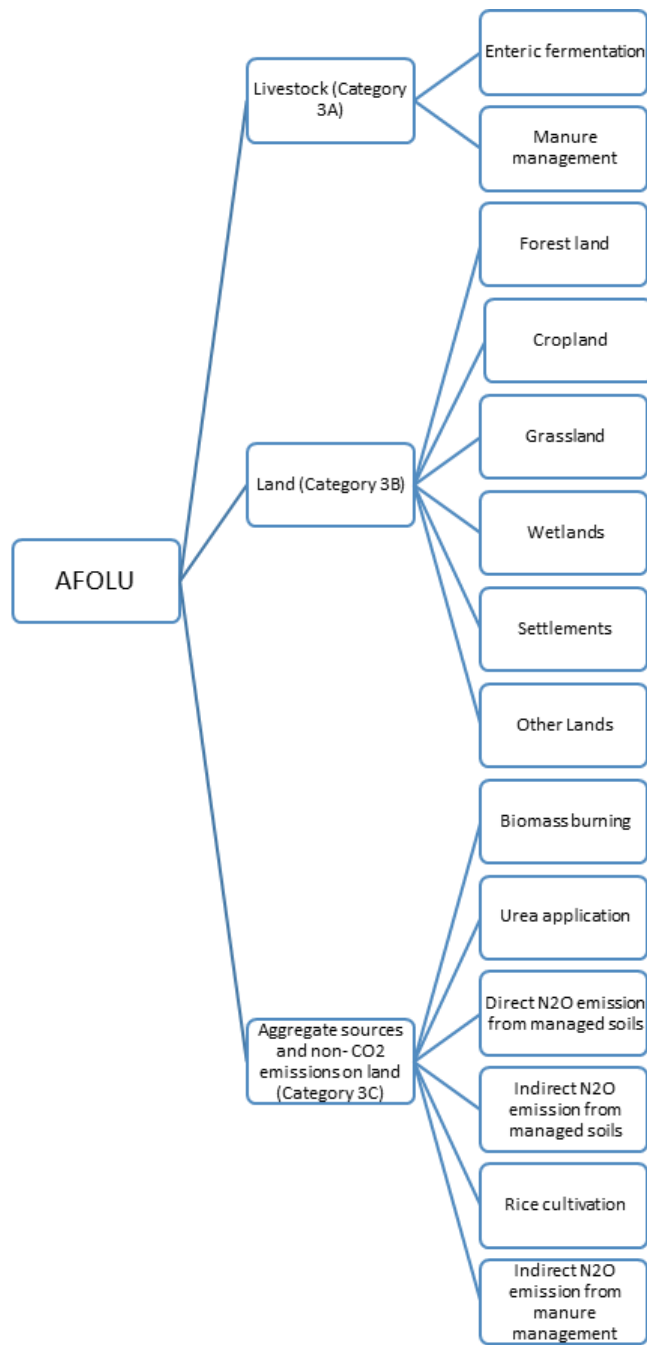 AFOLU
Livestock (Category
3A)
Enteric fermentation
Manure
management
Land (Category 3B)
Forest land
Cropland
Grassland
Wetlands
Settlements
Other Lands
Aggregate sources
and non- CO2
emissions on land
(Category 3C)
Biomass burning
Urea application
Direct N2O emission
from managed soils
Indirect N2O
emission from
managed soils
Rice cultivation
Indirect N2O
emission from
manure
management